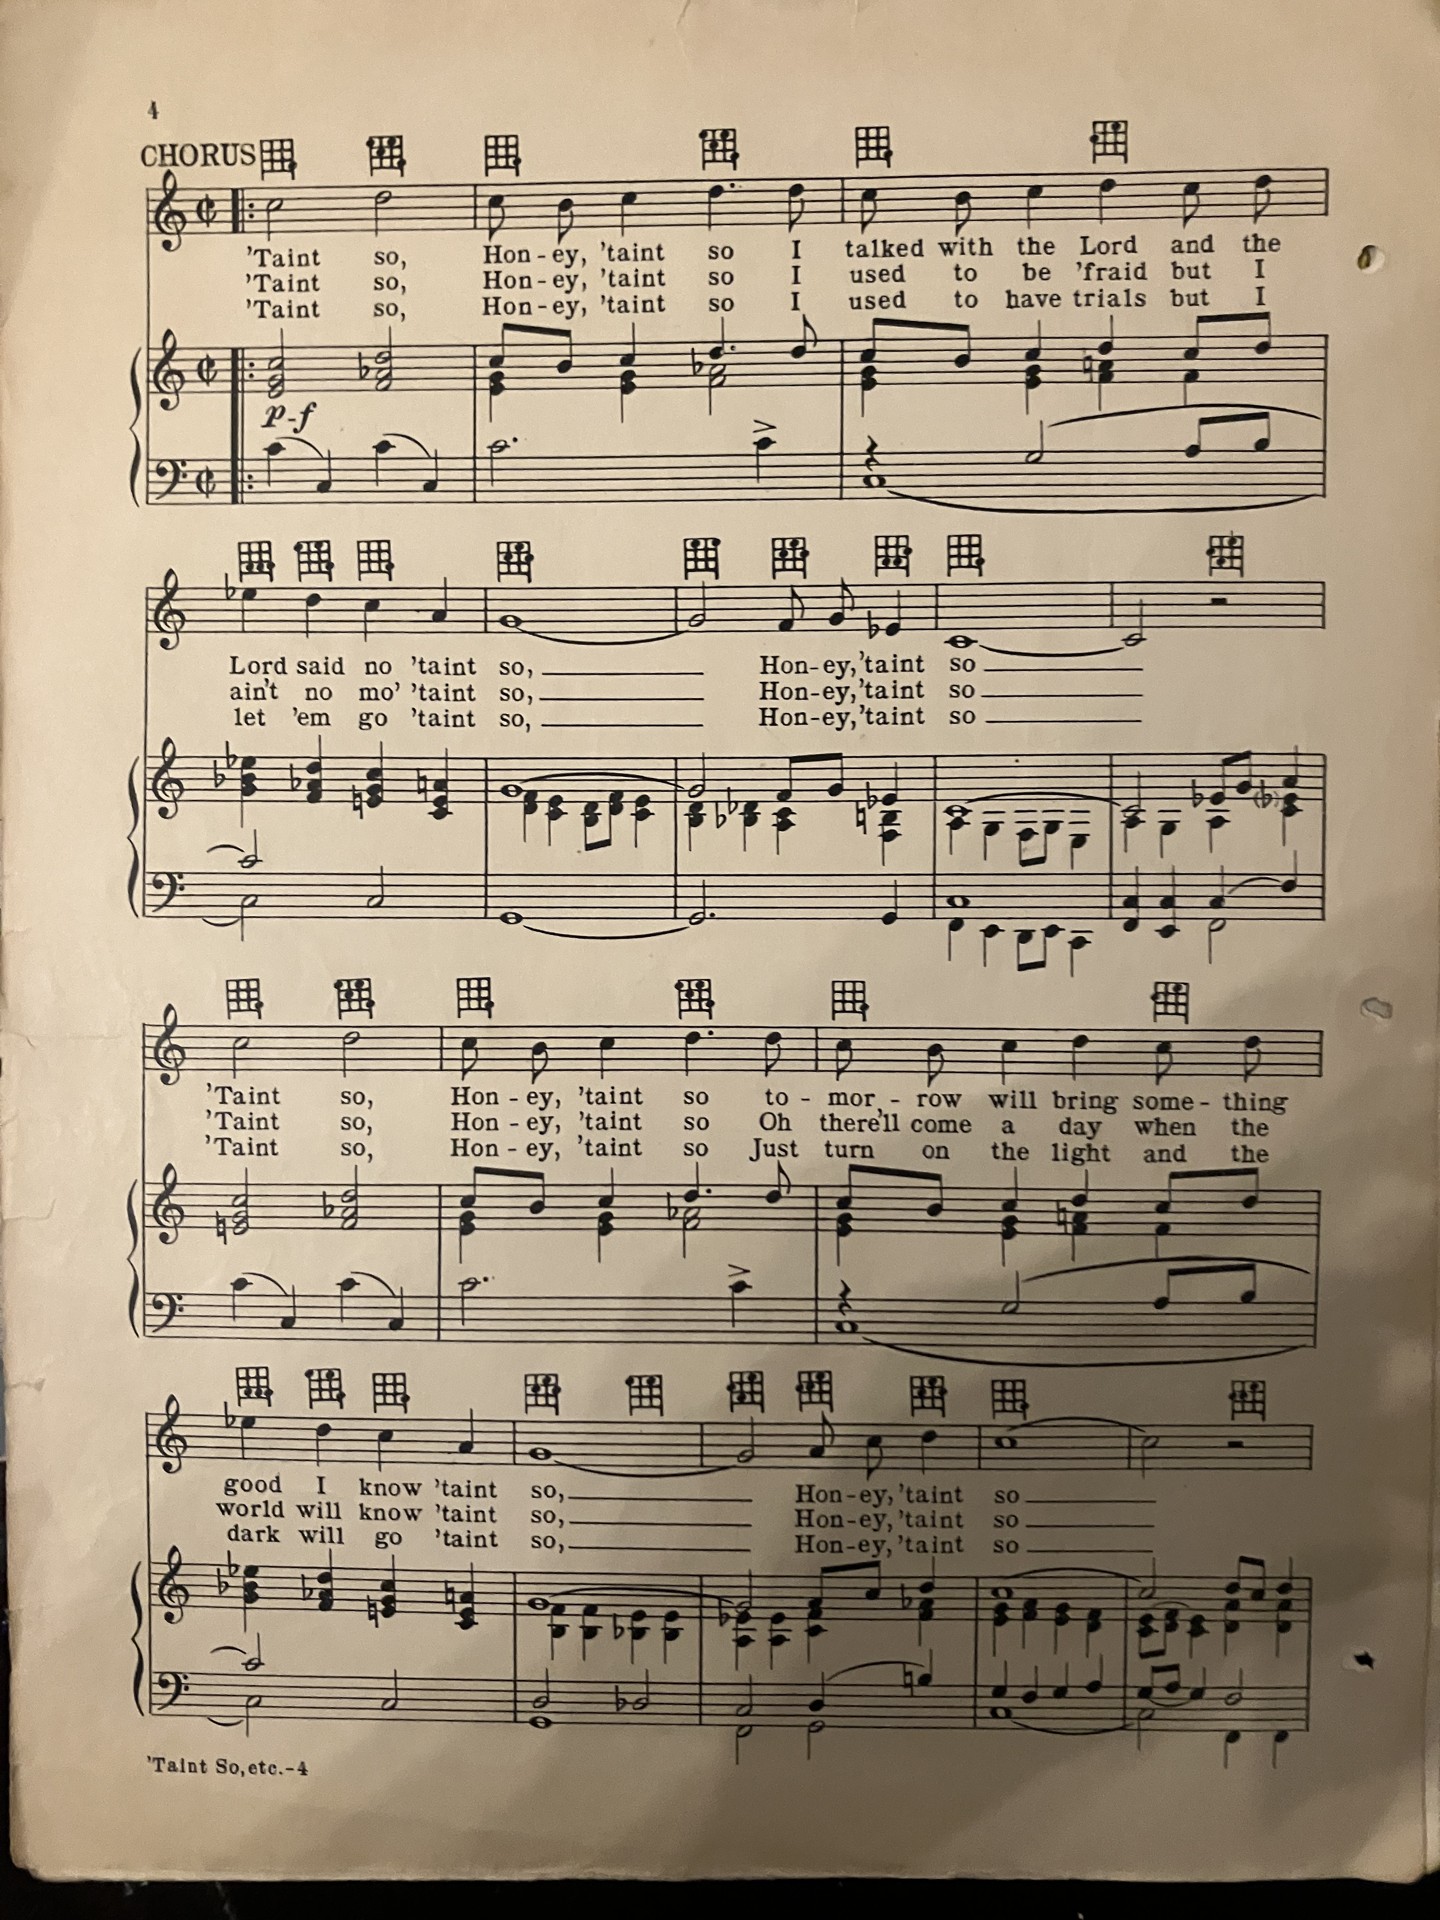 4
CHORUS
'Taint so, Hon - ey, 'taint so I talked with the Lord and the
'Taint so, Hon - ey, 'taint so I used to be 'fraid but I
'Taint so, Hon - ey, 'taint so I used to have trials but I
p-f
Lord said no 'taint so, Hon - ey, 'taint so
ain't no mo' 'taint so, Hon - ey, 'taint so
let 'em go 'taint so, Hon - ey, 'taint so
'Taint so, Hon - ey, 'taint so to - mor - row will bring some - thing
'Taint so, Hon - ey, 'taint so Oh there'll come a day when the
'Taint so, Hon - ey, 'taint so Just turn on the light and the
good I know 'taint so, Hon - ey, 'taint so
world will know 'taint so, Hon - ey, 'taint so
dark will go 'taint so, Hon - ey, 'taint so
'Taint So, etc. - 4